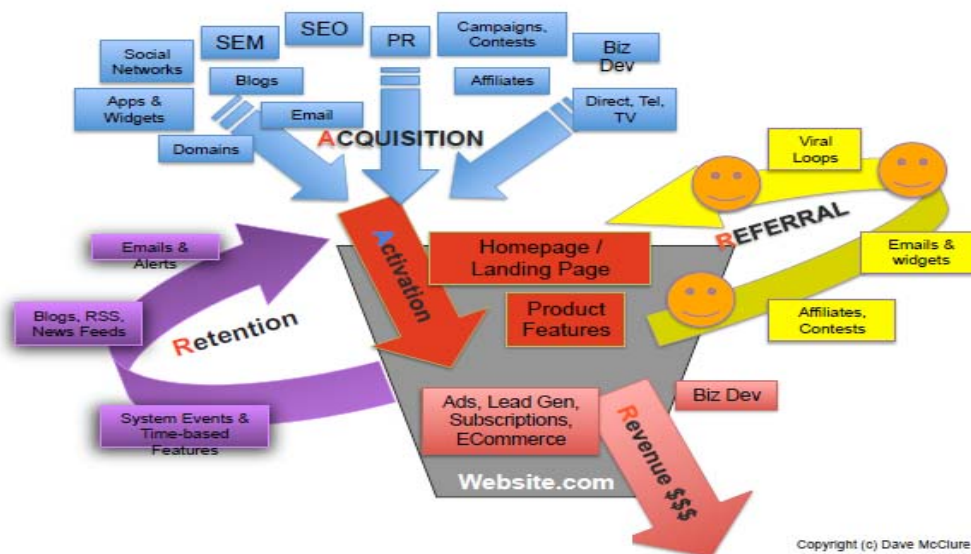 SEM
SEO
PR
Campaigns,
Contests
Biz
Dev
Social
Networks
Blogs
Affiliates
Apps &
Widgets
Email
Direct, Tel,
TV
Domains
ACQUISITION
Viral
Loops
REFERRAL
Emails &
widgets
Affiliates,
Contests
Emails &
Alerts
Blogs, RSS,
News Feeds
Retention
System Events &
Time-based
Features
Activation
Homepage /
Landing Page
Product
Features
Ads, Lead Gen,
Subscriptions,
ECommerce
Biz Dev
Revenue $$$
Website.com
Copyright (c) Dave McClure